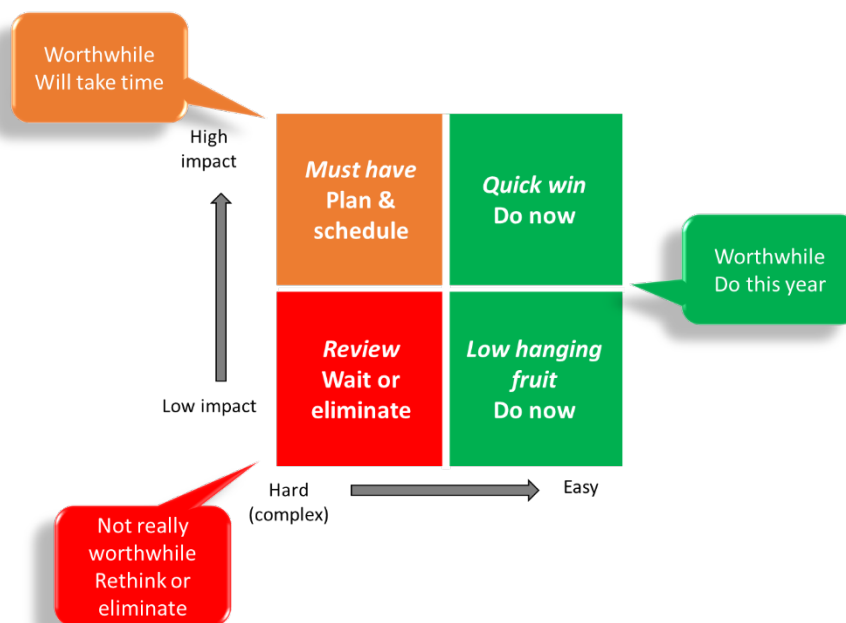 Worthwhile
Will take time
High
impact
Must have
Plan &
schedule
Quick win
Do now
Worthwhile
Do this year
Review
Wait or
eliminate
Low hanging
fruit
Do now
Low impact
Hard
(complex)
Easy
Not really
worthwhile
Rethink or
eliminate